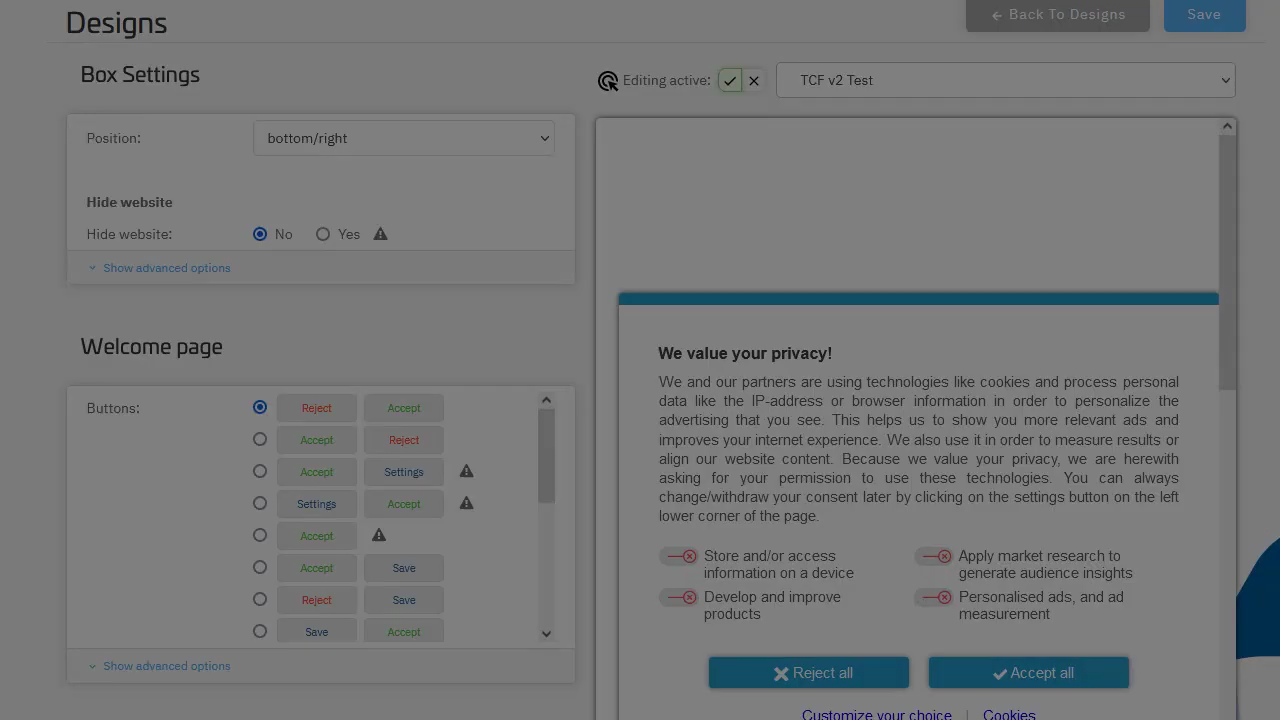 Designs
← Back To Designs
Save
Box Settings
Editing active:
TCF v2 Test
Position:
bottom/right
Hide website
Hide website:
No
Yes
Show advanced options
Welcome page
Buttons:
Reject Accept
Accept Reject
Accept Settings
Settings Accept
Accept
Accept Save
Reject Save
Save Accept
Show advanced options
We value your privacy!
We and our partners are using technologies like cookies and process personal
data like the IP-address or browser information in order to personalize the
advertising that you see. This helps us to show you more relevant ads and
improves your internet experience. We also use it in order to measure results or
align our website content. Because we value your privacy, we are herewith
asking for your permission to use these technologies. You can always
change/withdraw your consent later by clicking on the settings button on the left
lower corner of the page.
Store and/or access
information on a device
Apply market research to
generate audience insights
Develop and improve
products
Personalised ads, and ad
measurement
Reject all
Accept all
Customize your choice | Cookies